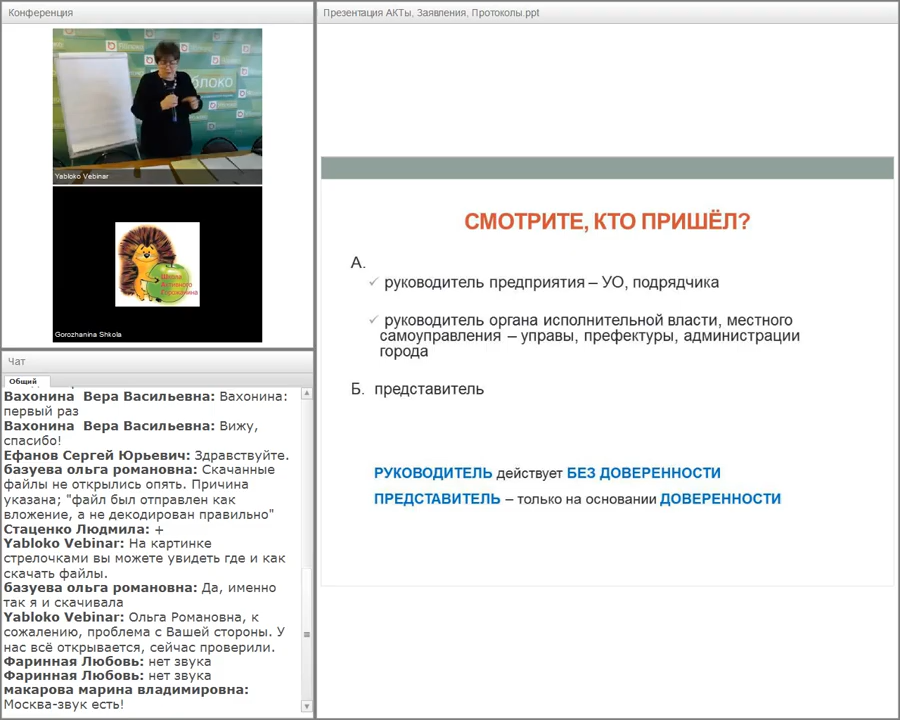 Конференция
блоко
Yabloko Vebinar
Школа
Активного
Горожанина
Gorozhanina Shkola
Чат
Общий
Вахонина Вера Васильевна: Вахонина:
первый раз
Вахонина Вера Васильевна: Вижу,
спасибо!
Ефанов Сергей Юрьевич: Здравствуйте.
базуева ольга романовна: Скачанные
файлы не открылись опять. Причина
указана; "файл был отправлен как
вложение, а не декодирован правильно"
Стаценко Людмила: +
Yabloko Vebinar: На картинке
стрелочками вы можете увидеть где и как
скачать файлы.
базуева ольга романовна: Да, именно
так я и скачивала
Yabloko Vebinar: Ольга Романовна, к
сожалению, проблема с Вашей стороны. У
нас всё открывается, сейчас проверили.
Фаринная Любовь: нет звука
Фаринная Любовь: нет звука
макарова марина владимировна:
Москва-звук есть!
Презентация АКТы, Заявления, Протоколы.ppt
СМОТРИТЕ, КТО ПРИШЁЛ?
А.
✓ руководитель предприятия – УО, подрядчика
✓ руководитель органа исполнительной власти, местного
самоуправления – управы, префектуры, администрации
города
Б. представитель
РУКОВОДИТЕЛЬ действует БЕЗ ДОВЕРЕННОСТИ
ПРЕДСТАВИТЕЛЬ – только на основании ДОВЕРЕННОСТИ